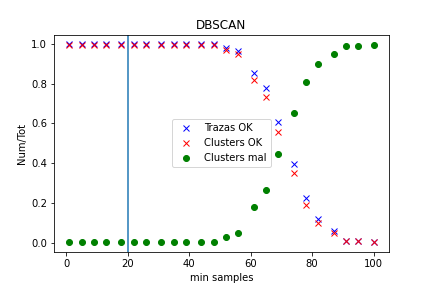 DBSCAN
Num/Tot
1.0
0.8
0.6
0.4
0.2
0.0
Trazas OK
Clusters OK
Clusters mal
0 20 40 60 80 100
min samples